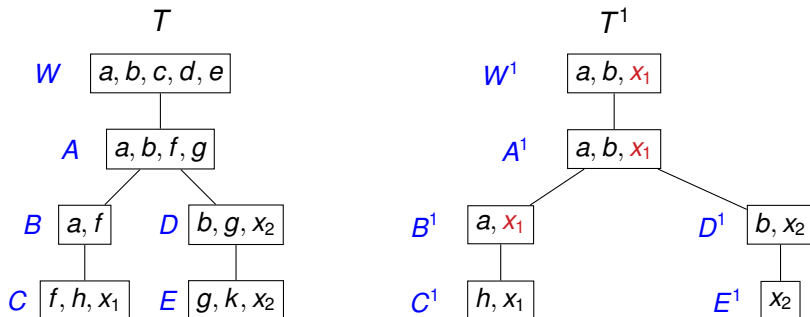 T T¹
W a, b, c, d, e W¹ a, b, x₁
A a, b, f, g A¹ a, b, x₁
B a, f D b, g, x₂ B¹ a, x₁ D¹ b, x₂
C f, h, x₁ E g, k, x₂ C¹ h, x₁ E¹ x₂